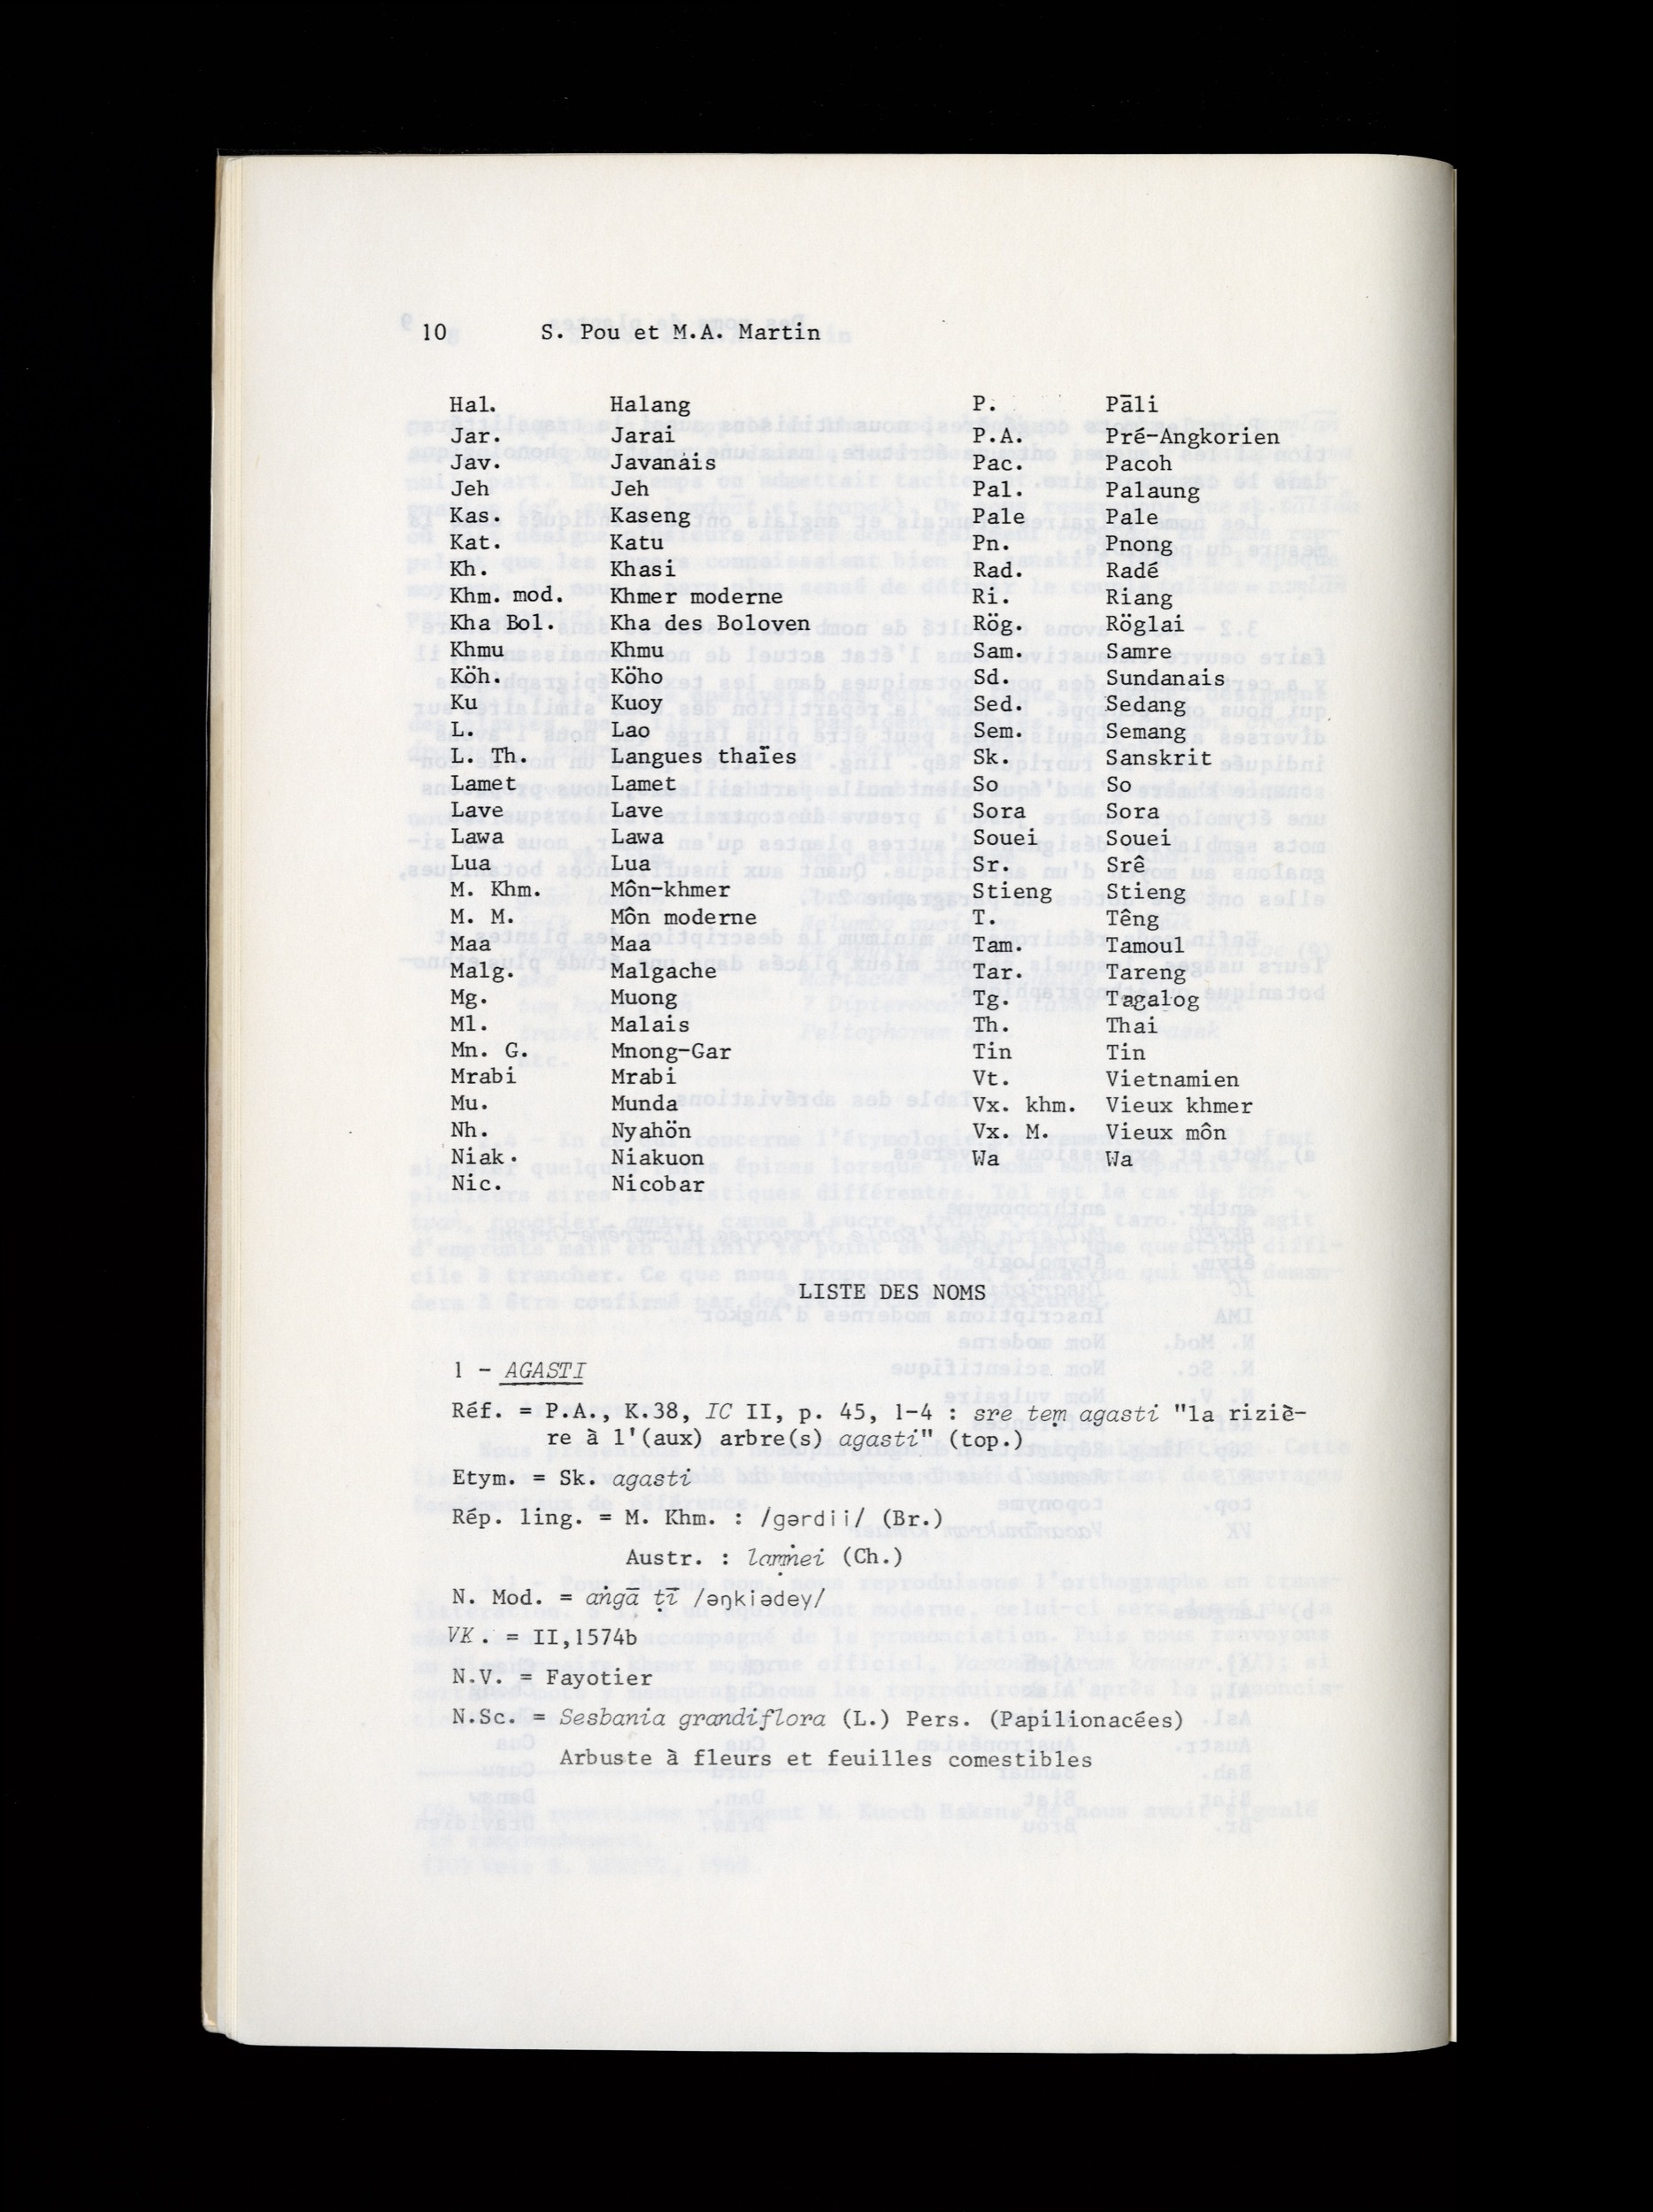 10 S. Pou et M.A. Martin
Hal. Halang P. Pāli
Jar. Jarai P.A. Pré-Angkorien
Jav. Javanais Pac. Pacoh
Jeh Jeh Pal. Palaung
Kas. Kaseng Pale Pale
Kat. Katu Pn. Pnong
Kh. Khasi Rad. Radé
Khm. mod. Khmer moderne Ri. Riang
Kha Bol. Kha des Boloven Rög. Röglai
Khmu Khmu Sam. Samre
Köh. Köho Sd. Sundanais
Ku Kuoy Sed. Sedang
L. Lao Sem. Semang
L. Th. Langues thaïes Sk. Sanskrit
Lamet Lamet So So
Lave Lave Sora Sora
Lawa Lawa Souei Souei
Lua Lua Sr. Srê
M. Khm. Môn-khmer Stieng Stieng
M. M. Môn moderne T. Têng
Maa Maa Tam. Tamoul
Malg. Malgache Tar. Tareng
Mg. Muong Tg. Tagalog
Ml. Malais Th. Thai
Mn. G. Mnong-Gar Tin Tin
Mrabi Mrabi Vt. Vietnamien
Mu. Munda Vx. khm. Vieux khmer
Nh. Nyahön Vx. M. Vieux môn
Niak. Niakuon Wa Wa
Nic. Nicobar
LISTE DES NOMS
1 - AGASTI
Réf. = P.A., K.38, IC II, p. 45, 1-4 : sre teṃ agasti "la riziè-
re à l'(aux) arbre(s) agasti" (top.)
Etym. = Sk. agasti
Rép. ling. = M. Khm. : /gərdii/ (Br.)
Austr. : (Ch.)
N. Mod. = aṅgā ṭī /əŋkiədey/
VK. = II,1574b
N.V. = Fayotier
N.Sc. = Sesbania grandiflora (L.) Pers. (Papilionacées)
Arbuste à fleurs et feuilles comestibles